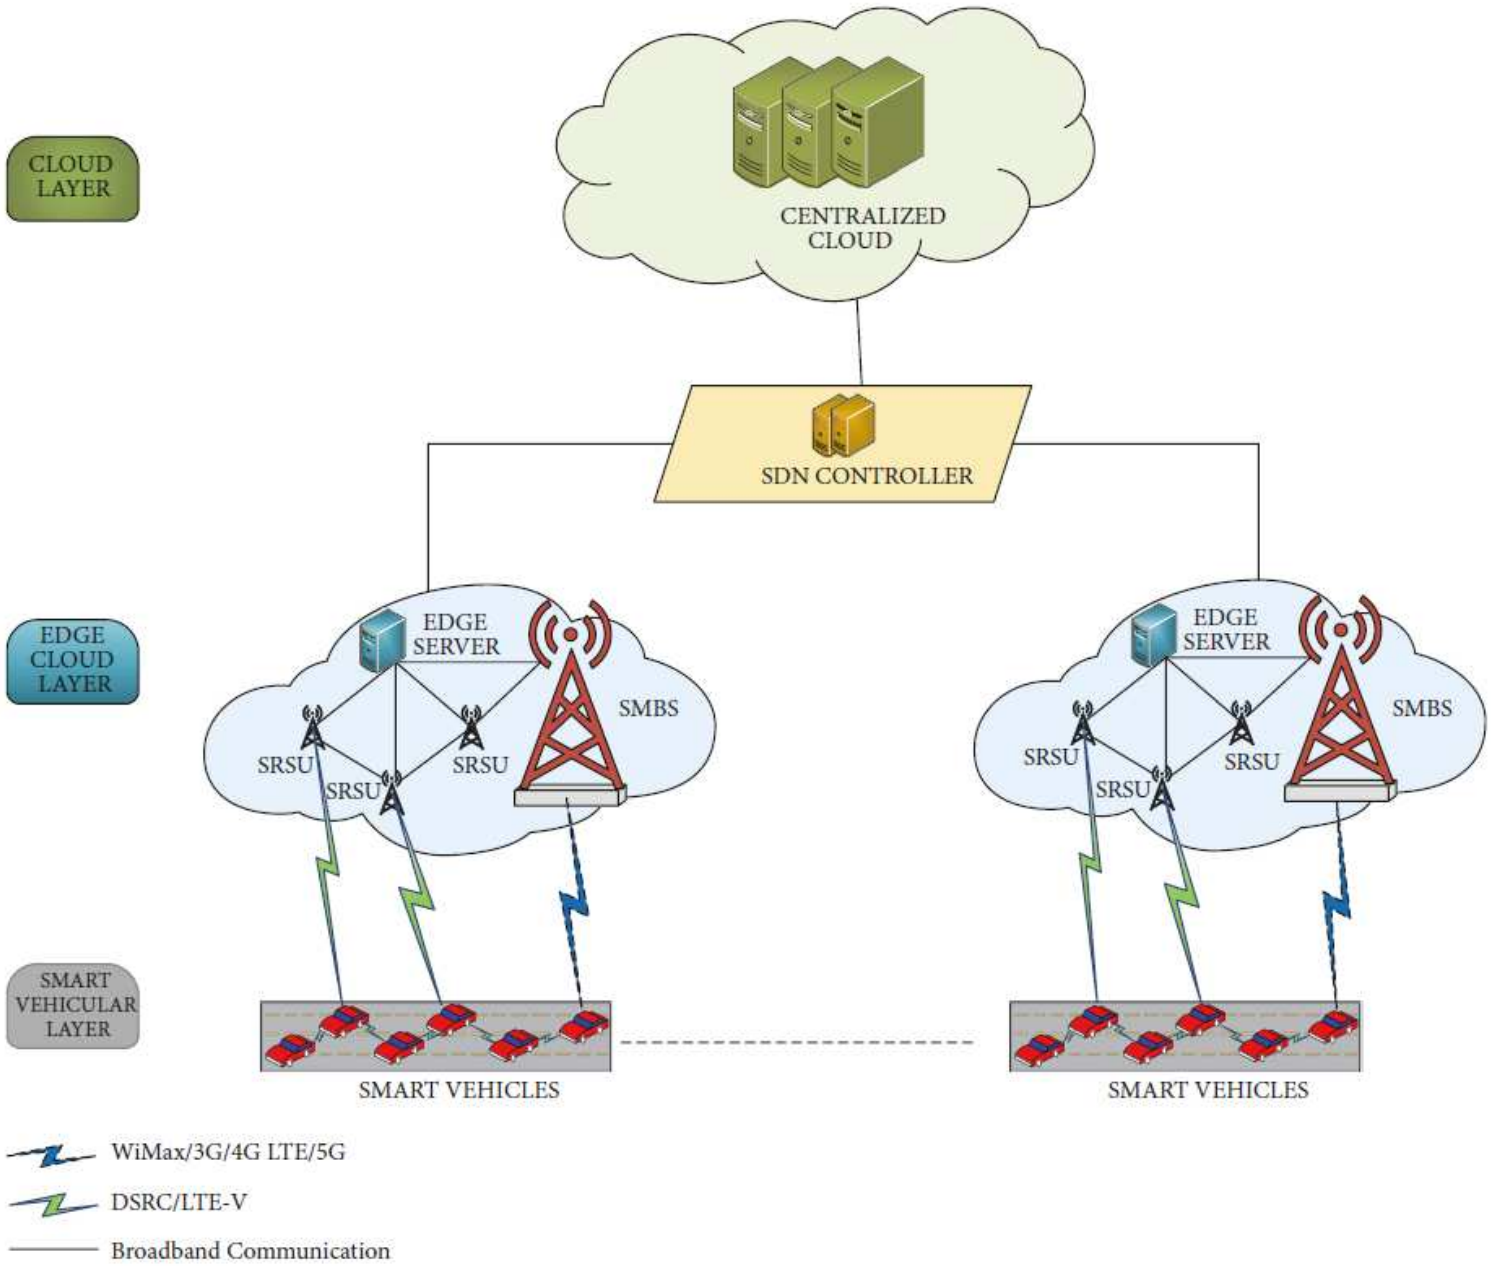 CLOUD
LAYER
CENTRALIZED
CLOUD
SDN CONTROLLER
EDGE
CLOUD
LAYER
EDGE
SERVER
SMBS
SRSU
SRSU
SRSU
EDGE
SERVER
SMBS
SRSU
SRSU
SRSU
SMART
VEHICULAR
LAYER
SMART VEHICLES
SMART VEHICLES
WiMax/3G/4G LTE/5G
DSRC/LTE-V
Broadband Communication